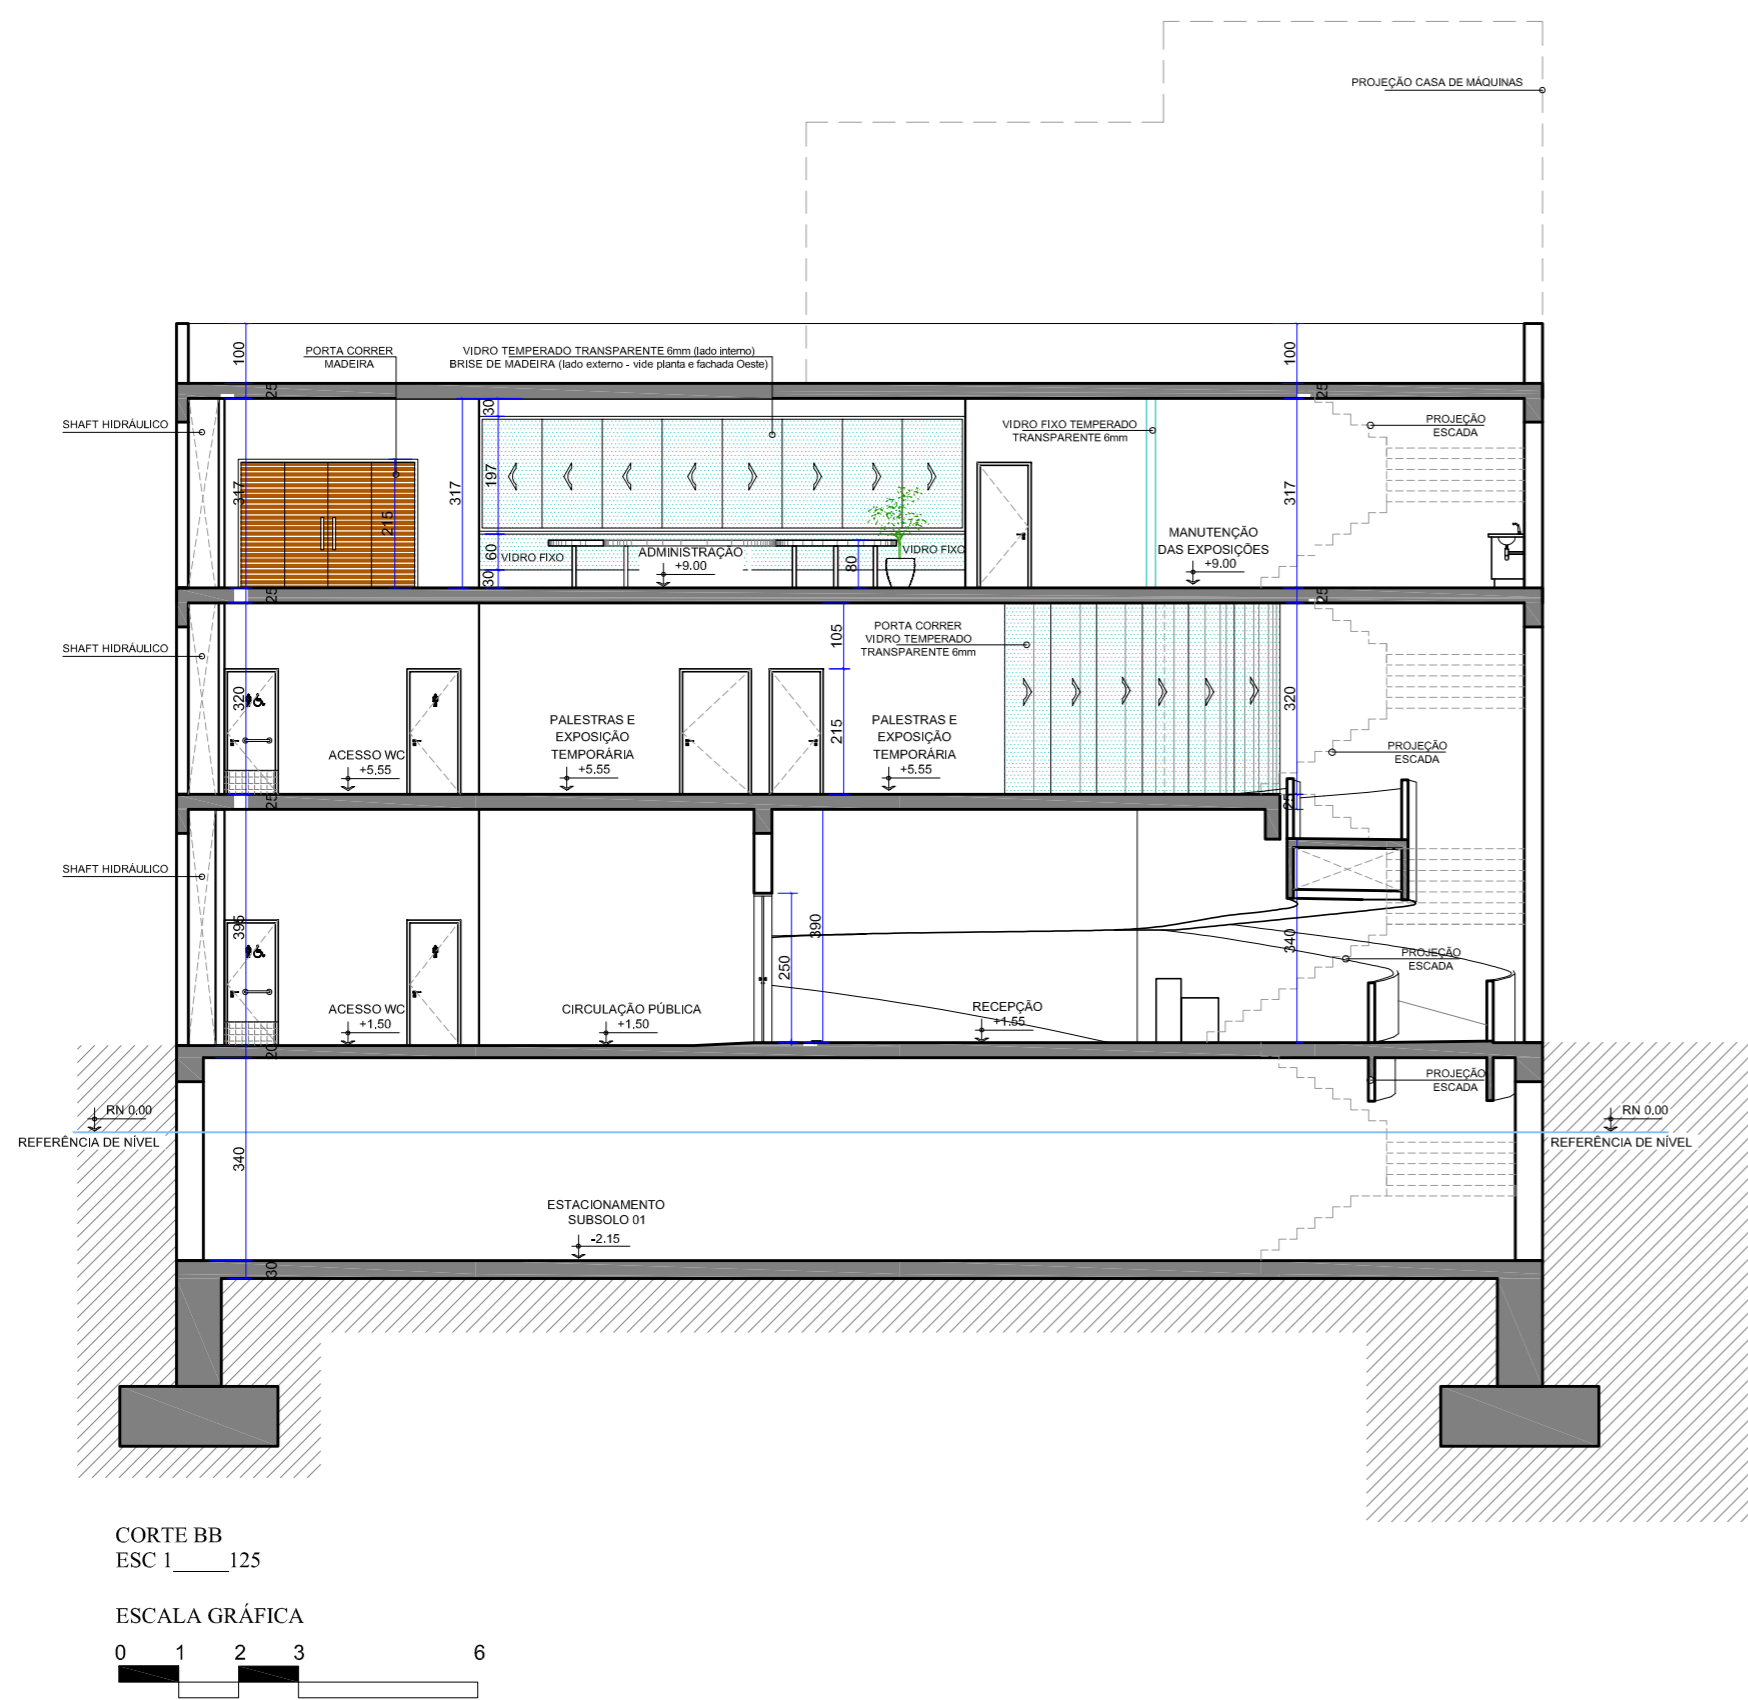 PROJEÇÃO CASA DE MÁQUINAS
100
PORTA CORRER
MADEIRA
VIDRO TEMPERADO TRANSPARENTE 6mm (lado interno)
BRISE DE MADEIRA (lado externo - vide planta e fachada Oeste)
100
25
25
SHAFT HIDRÁULICO
30
VIDRO FIXO TEMPERADO
TRANSPARENTE 6mm
PROJEÇÃO
ESCADA
317
215
317
197
60
30
VIDRO FIXO
ADMINISTRAÇÃO
+9.00
80
VIDRO FIXO
MANUTENÇÃO
DAS EXPOSIÇÕES
+9.00
317
25
25
SHAFT HIDRÁULICO
320
ACESSO WC
+5.55
PALESTRAS E
EXPOSIÇÃO
TEMPORÁRIA
+5.55
105
215
PALESTRAS E
EXPOSIÇÃO
TEMPORÁRIA
+5.55
PORTA CORRER
VIDRO TEMPERADO
TRANSPARENTE 6mm
320
PROJEÇÃO
ESCADA
25
25
SHAFT HIDRÁULICO
395
ACESSO WC
+1.50
CIRCULAÇÃO PÚBLICA
+1.50
250
390
RECEPÇÃO
+1.55
340
PROJEÇÃO
ESCADA
20
PROJEÇÃO
ESCADA
RN 0.00
REFERÊNCIA DE NÍVEL
RN 0.00
REFERÊNCIA DE NÍVEL
340
ESTACIONAMENTO
SUBSOLO 01
-2.15
30
CORTE BB
ESC 1_____125
ESCALA GRÁFICA
0 1 2 3 6